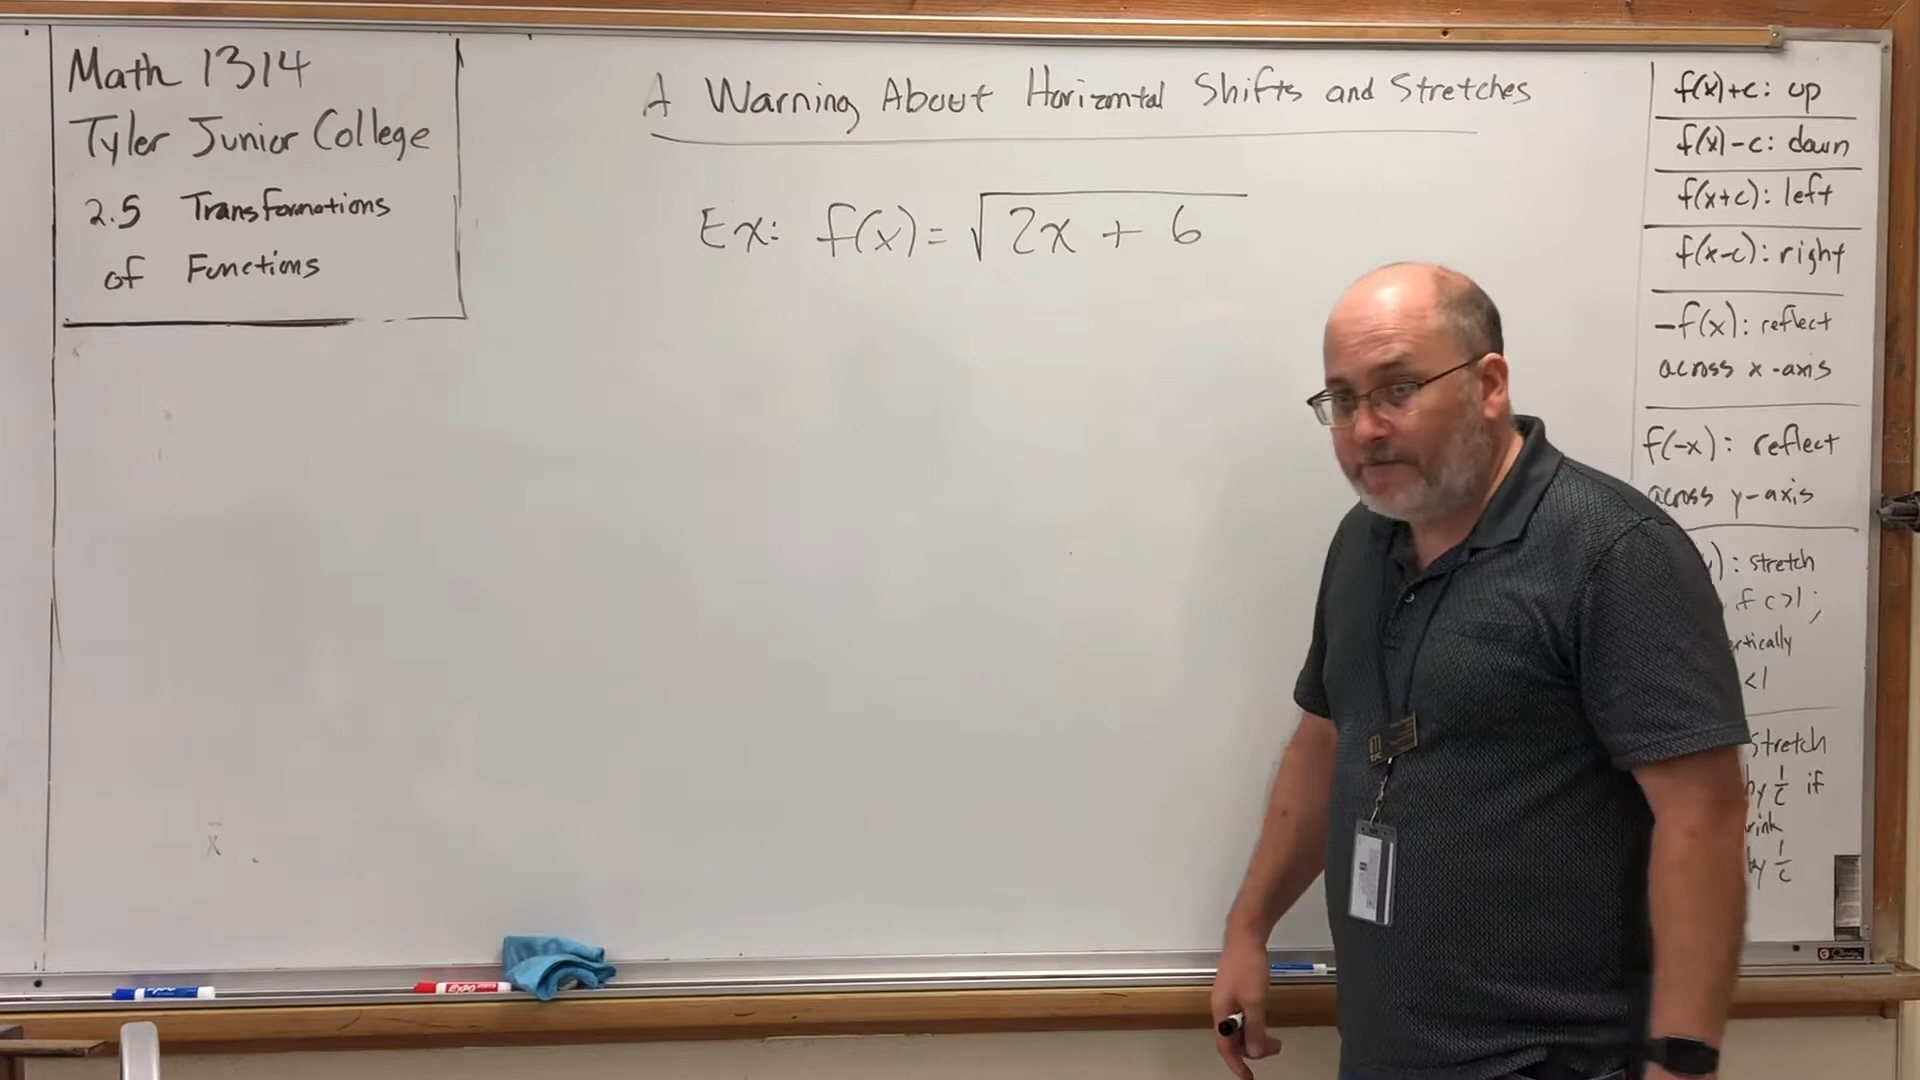 Math 1314
Tyler Junior College
2.5 Transformations
of Functions
A Warning About Horizontal Shifts and Stretches
Ex: f(x) = √2x + 6
f(x)+c: up
f(x)-c: down
f(x+c): left
f(x-c): right
-f(x): reflect
across x-axis
f(-x): reflect
across y-axis
): stretch
if c>1;
<1
stretch
by 1/c if
by 1/c
EXPO